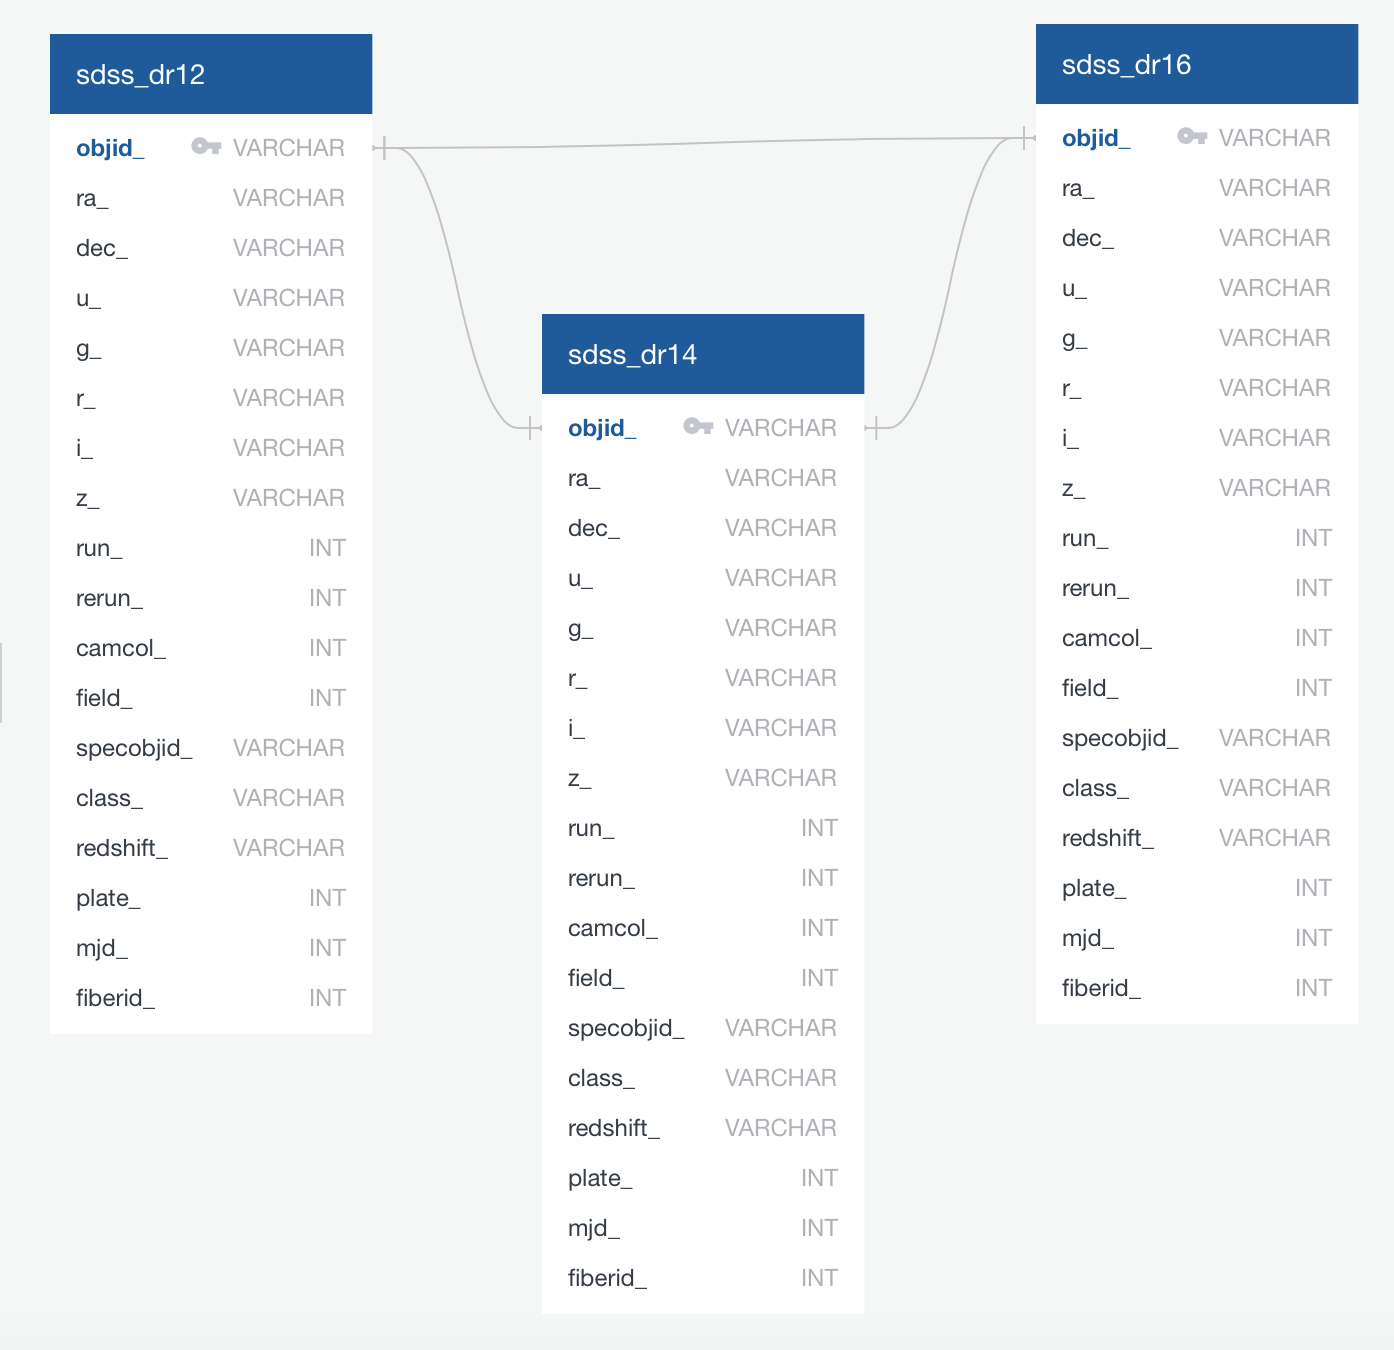 sdss_dr12
objid_ VARCHAR
ra_ VARCHAR
dec_ VARCHAR
u_ VARCHAR
g_ VARCHAR
r_ VARCHAR
i_ VARCHAR
z_ VARCHAR
run_ INT
rerun_ INT
camcol_ INT
field_ INT
specobjid_ VARCHAR
class_ VARCHAR
redshift_ VARCHAR
plate_ INT
mjd_ INT
fiberid_ INT
sdss_dr14
objid_ VARCHAR
ra_ VARCHAR
dec_ VARCHAR
u_ VARCHAR
g_ VARCHAR
r_ VARCHAR
i_ VARCHAR
z_ VARCHAR
run_ INT
rerun_ INT
camcol_ INT
field_ INT
specobjid_ VARCHAR
class_ VARCHAR
redshift_ VARCHAR
plate_ INT
mjd_ INT
fiberid_ INT
sdss_dr16
objid_ VARCHAR
ra_ VARCHAR
dec_ VARCHAR
u_ VARCHAR
g_ VARCHAR
r_ VARCHAR
i_ VARCHAR
z_ VARCHAR
run_ INT
rerun_ INT
camcol_ INT
field_ INT
specobjid_ VARCHAR
class_ VARCHAR
redshift_ VARCHAR
plate_ INT
mjd_ INT
fiberid_ INT